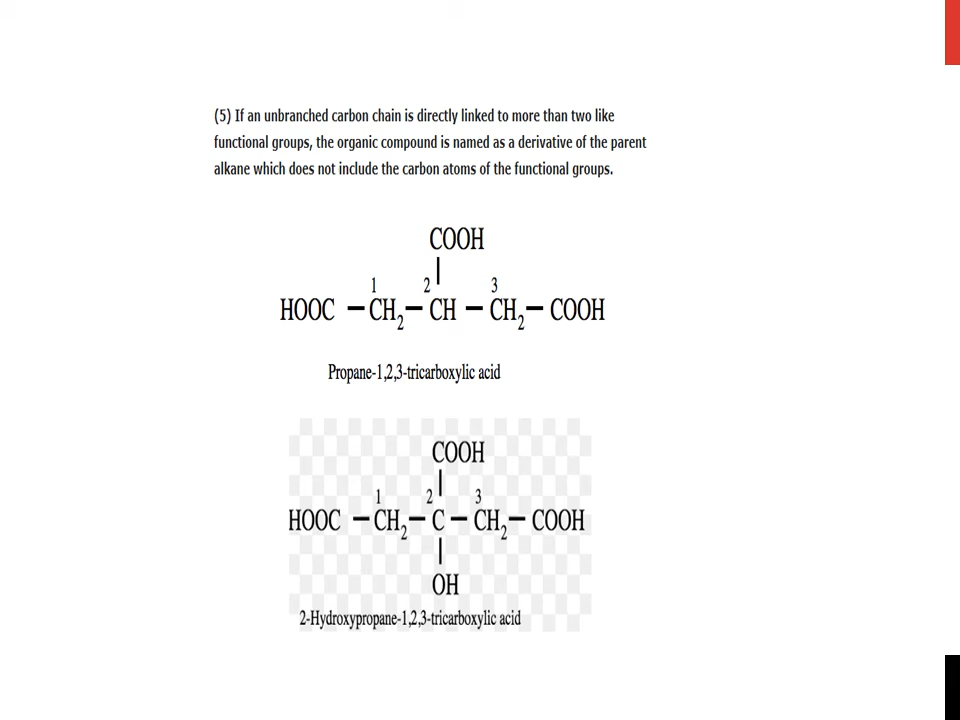 (5) If an unbranched carbon chain is directly linked to more than two like
functional groups, the organic compound is named as a derivative of the parent
alkane which does not include the carbon atoms of the functional groups.
COOH
1 2 3
HOOC — CH2 — CH — CH2 — COOH
Propane-1,2,3-tricarboxylic acid
COOH
1 2 3
HOOC — CH2 — C — CH2 — COOH
OH
2-Hydroxypropane-1,2,3-tricarboxylic acid